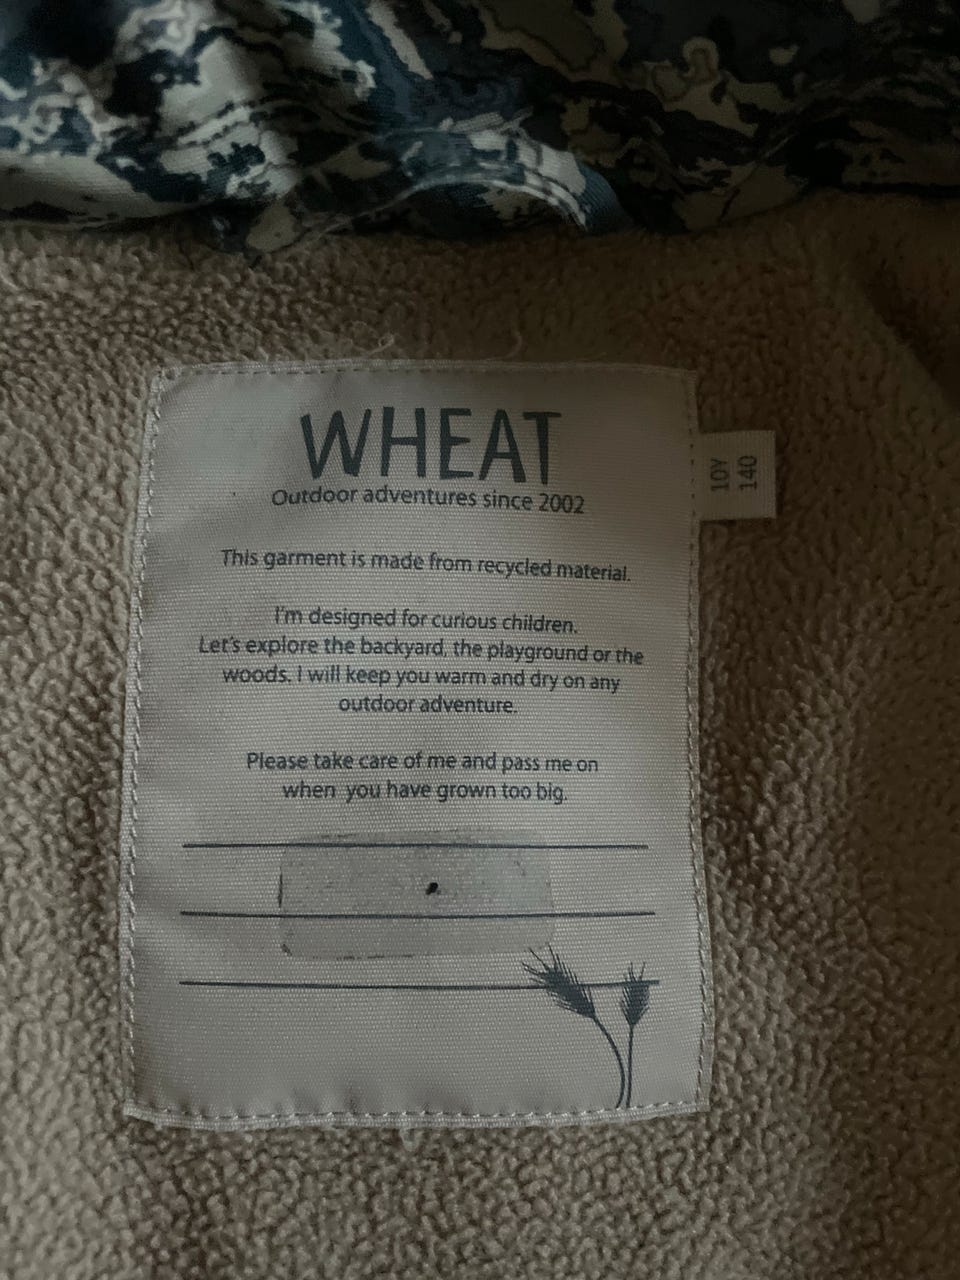 WHEAT
Outdoor adventures since 2002
This garment is made from recycled material.
I'm designed for curious children.
Let's explore the backyard, the playground or the
woods. I will keep you warm and dry on any
outdoor adventure.
Please take care of me and pass me on
when you have grown too big.
10Y
140